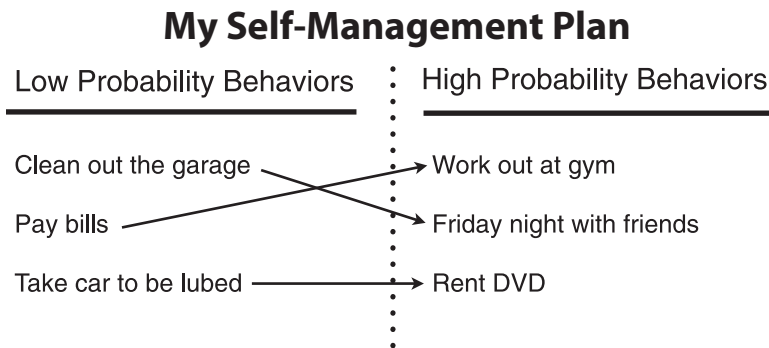 My Self-Management Plan
Low Probability Behaviors
High Probability Behaviors
Clean out the garage
Work out at gym
Pay bills
Friday night with friends
Take car to be lubed
Rent DVD